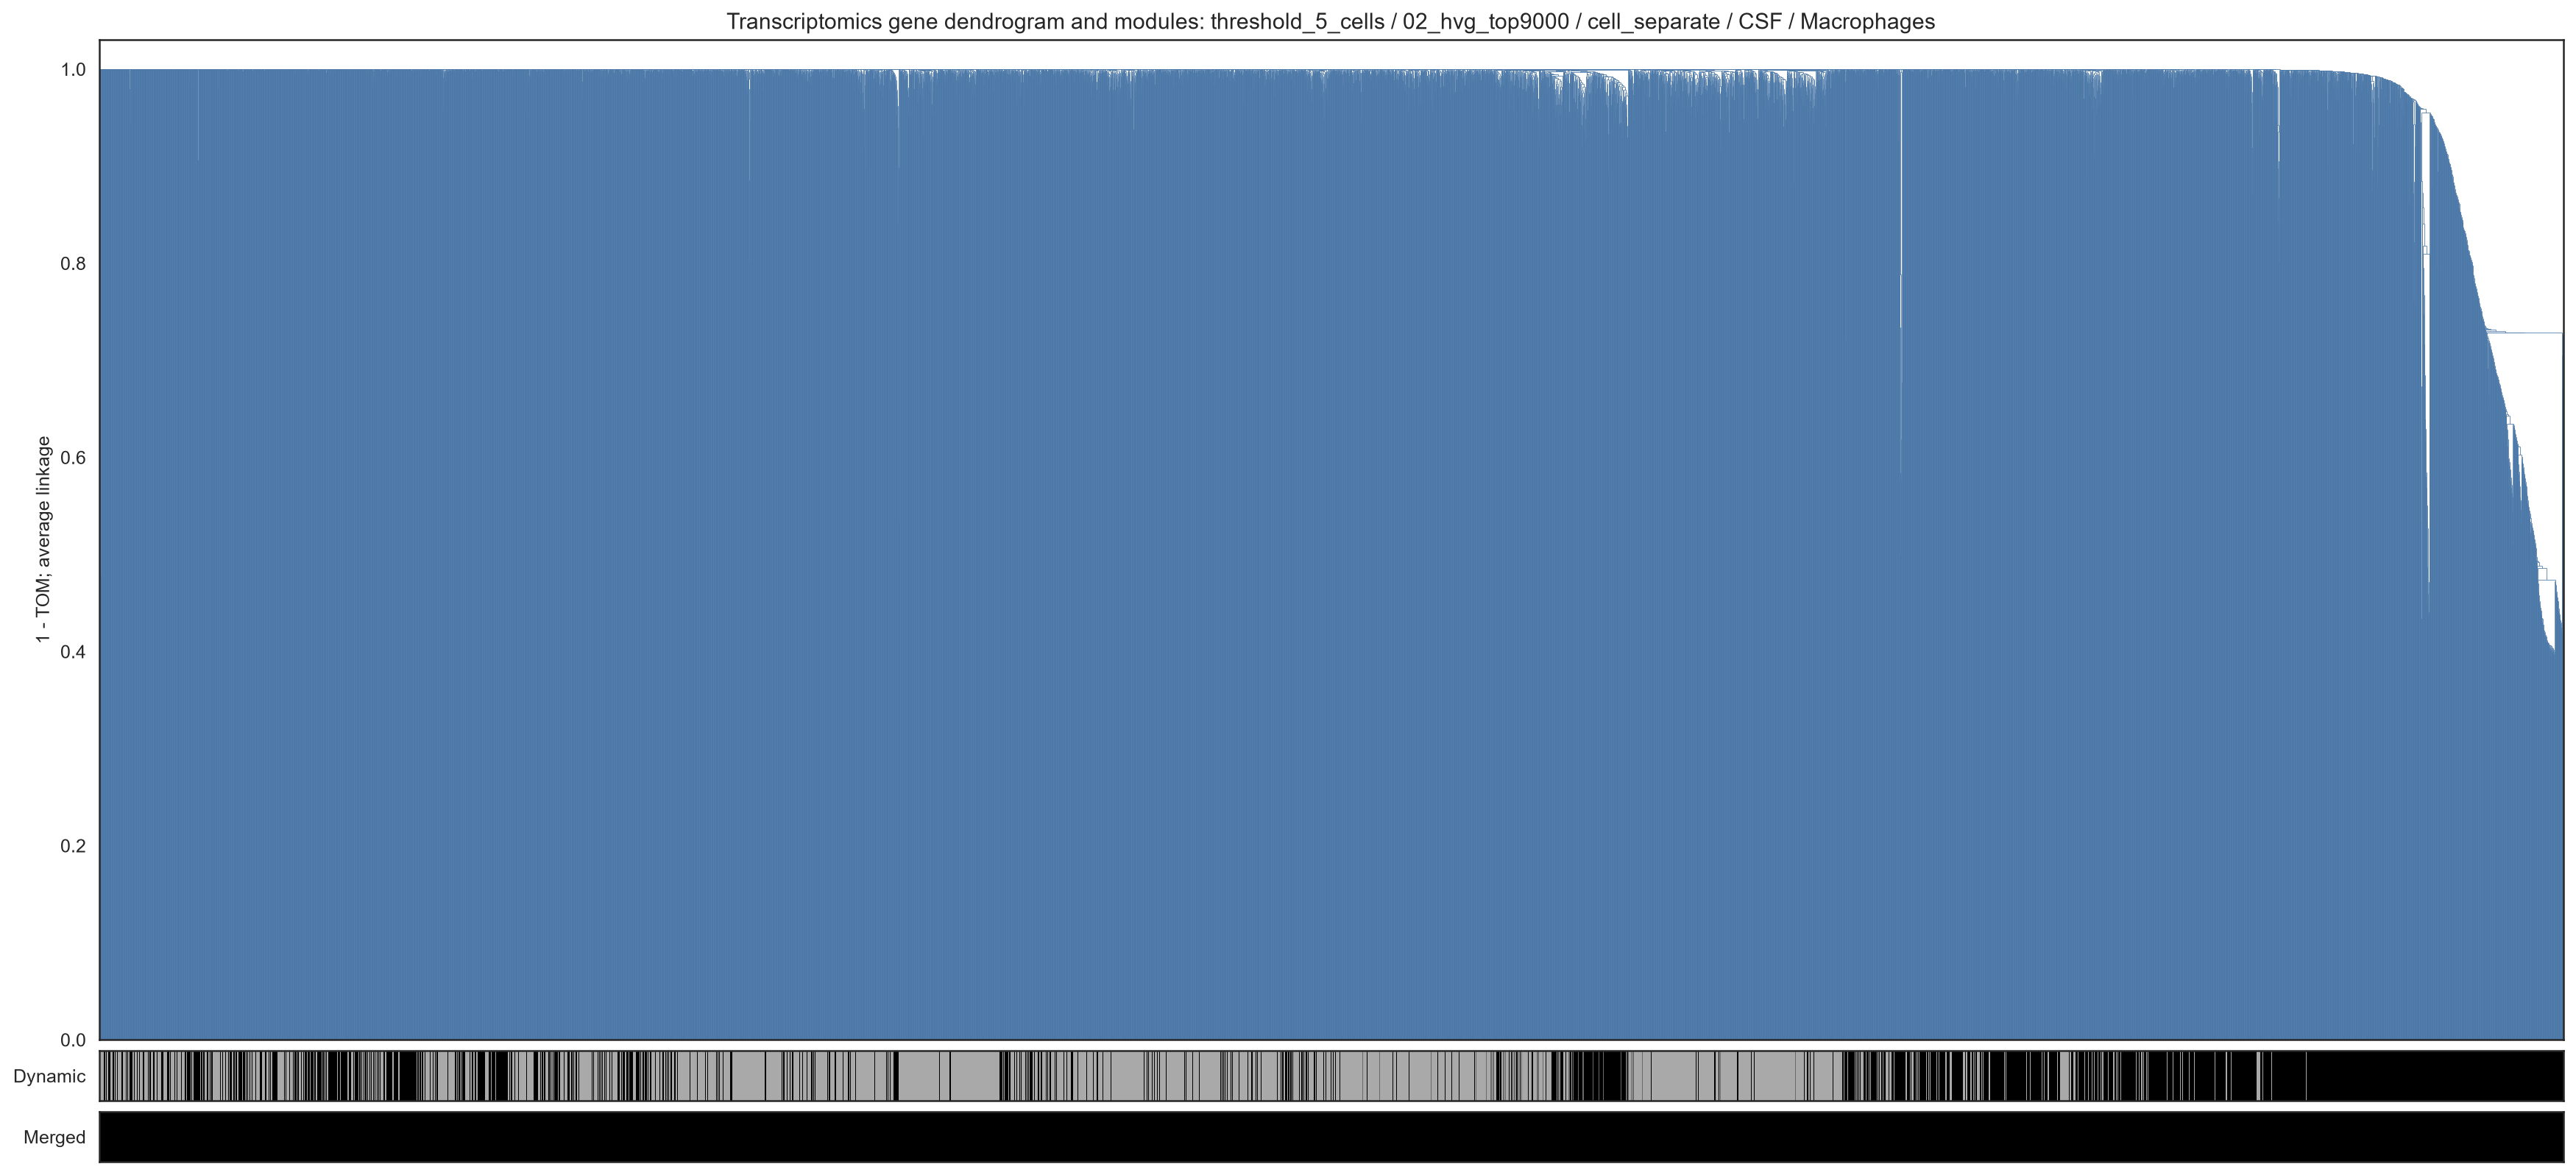 Transcriptomics gene dendrogram and modules: threshold_5_cells / 02_hvg_top9000 / cell_separate / CSF / Macrophages
1.0
0.8
0.6
0.4
0.2
0.0
1 - TOM; average linkage
Dynamic
Merged